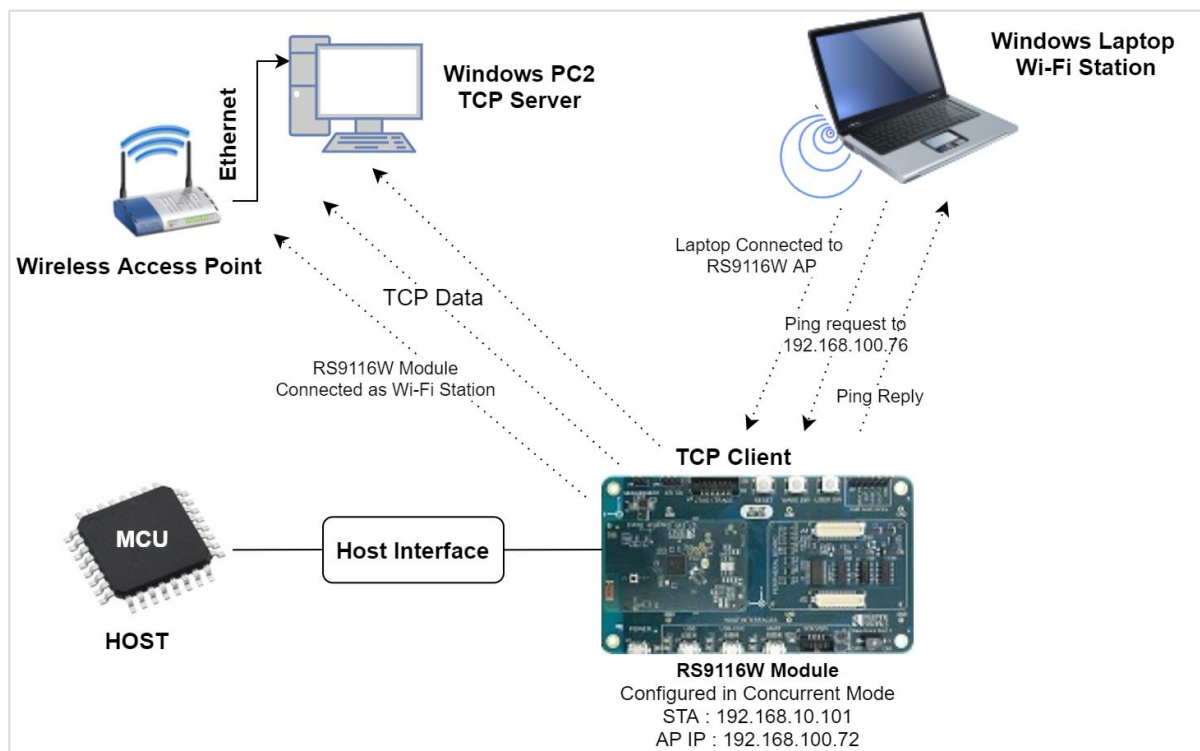 Ethernet
Windows PC2
TCP Server
Windows Laptop
Wi-Fi Station
Wireless Access Point
TCP Data
RS9116W Module
Connected as Wi-Fi Station
Laptop Connected to
RS9116W AP
Ping request to
192.168.100.76
Ping Reply
TCP Client
MCU
Host Interface
HOST
RESET
POWER
RS9116W Module
Configured in Concurrent Mode
STA : 192.168.10.101
AP IP : 192.168.100.72